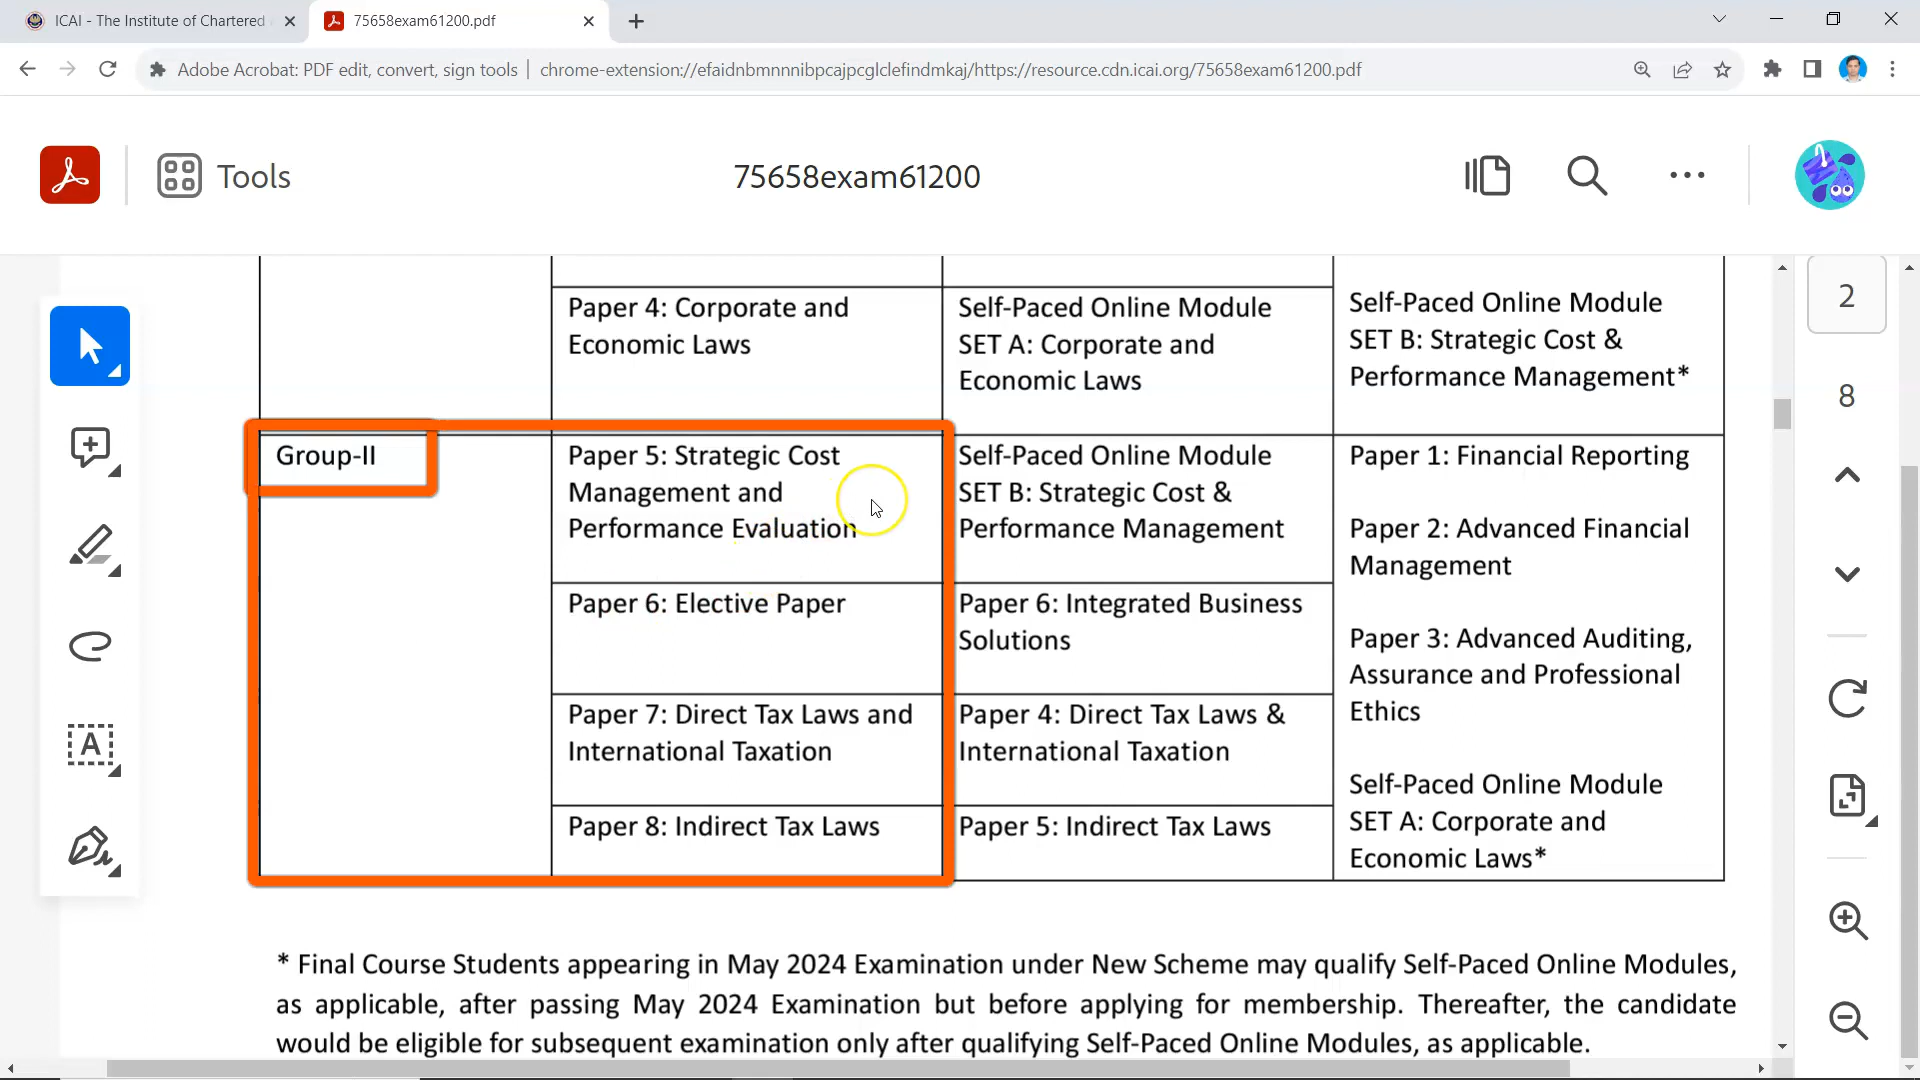 ICAI - The Institute of Chartered
75658exam61200.pdf
Adobe Acrobat: PDF edit, convert, sign tools
chrome-extension://efaidnbmnnnibpcajpcglclefindmkaj/https://resource.cdn.icai.org/75658exam61200.pdf
Tools
75658exam61200
2
8
Paper 4: Corporate and
Economic Laws
Self-Paced Online Module
SET A: Corporate and
Economic Laws
Self-Paced Online Module
SET B: Strategic Cost &
Performance Management*
Group-II
Paper 5: Strategic Cost
Management and
Performance Evaluation
Self-Paced Online Module
SET B: Strategic Cost &
Performance Management
Paper 6: Elective Paper
Paper 6: Integrated Business
Solutions
Paper 7: Direct Tax Laws and
International Taxation
Paper 4: Direct Tax Laws &
International Taxation
Paper 8: Indirect Tax Laws
Paper 5: Indirect Tax Laws
Paper 1: Financial Reporting
Paper 2: Advanced Financial
Management
Paper 3: Advanced Auditing,
Assurance and Professional
Ethics
Self-Paced Online Module
SET A: Corporate and
Economic Laws*
* Final Course Students appearing in May 2024 Examination under New Scheme may qualify Self-Paced Online Modules,
as applicable, after passing May 2024 Examination but before applying for membership. Thereafter, the candidate
would be eligible for subsequent examination only after qualifying Self-Paced Online Modules, as applicable.